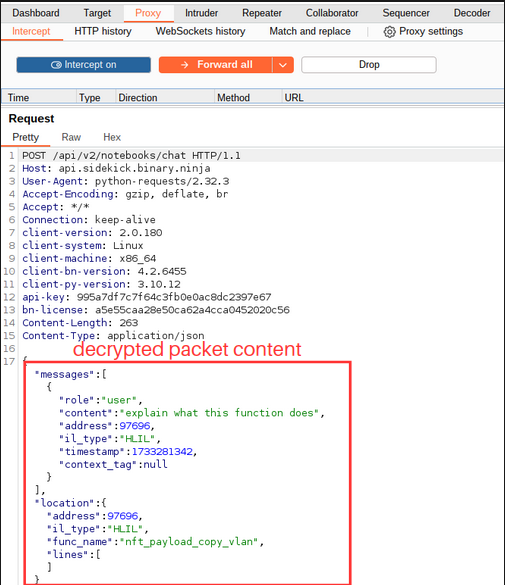 Dashboard Target Proxy Intruder Repeater Collaborator Sequencer Decoder
Intercept HTTP history WebSockets history Match and replace Proxy settings
Intercept on Forward all Drop
Time Type Direction Method URL
Request
Pretty Raw Hex
1 POST /api/v2/notebooks/chat HTTP/1.1
2 Host: api.sidekick.binary.ninja
3 User-Agent: python-requests/2.32.3
4 Accept-Encoding: gzip, deflate, br
5 Accept: */*
6 Connection: keep-alive
7 client-version: 2.0.180
8 client-system: Linux
9 client-machine: x86_64
10 client-bn-version: 4.2.6455
11 client-py-version: 3.10.12
12 api-key: 995a7df7c7f64c3fb0e0ac8dc2397e67
13 bn-license: a5e55caa28e50ca62a4cca0452020c56
14 Content-Length: 263
15 Content-Type: application/json
16
decrypted packet content
17 {
"messages":[
{
"role":"user",
"content":"explain what this function does",
"address":97696,
"il_type":"HLIL",
"timestamp":1733281342,
"context_tag":null
}
],
"location":{
"address":97696,
"il_type":"HLIL",
"func_name":"nft_payload_copy_vlan",
"lines":[
]
}